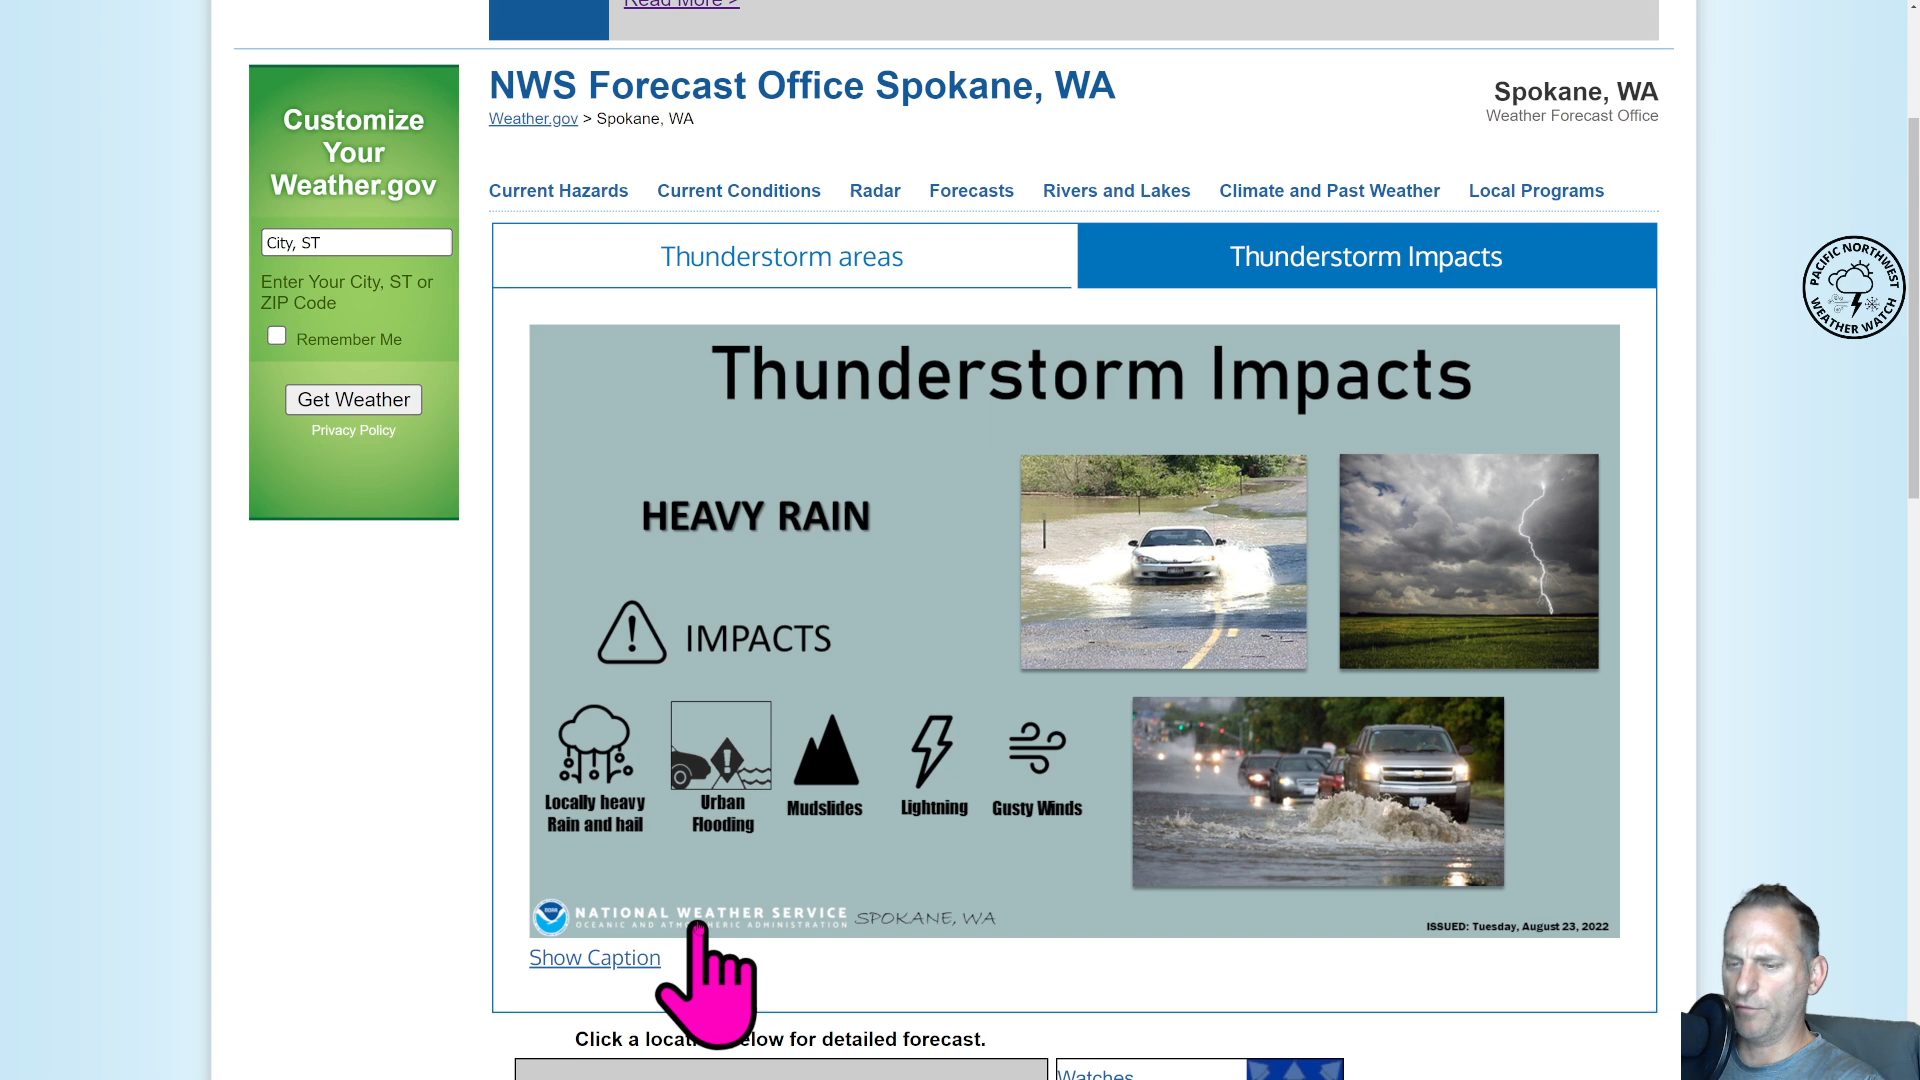 Read More >
NWS Forecast Office Spokane, WA
Weather.gov > Spokane, WA
Spokane, WA
Weather Forecast Office
Customize
Your
Weather.gov
City, ST
Enter Your City, ST or
ZIP Code
Remember Me
Get Weather
Privacy Policy
Current Hazards Current Conditions Radar Forecasts Rivers and Lakes Climate and Past Weather Local Programs
Thunderstorm areas
Thunderstorm Impacts
Thunderstorm Impacts
HEAVY RAIN
IMPACTS
Locally heavy
Rain and hail
Urban
Flooding
Mudslides
Lightning
Gusty Winds
NATIONAL WEATHER SERVICE
SPOKANE, WA
ISSUED: Tuesday, August 23, 2022
Show Caption
Click a below for detailed forecast.
Watches
PACIFIC NORTHWEST
WEATHER WATCH